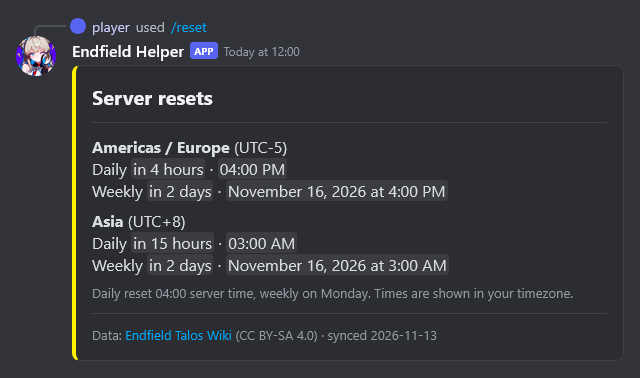 player used /reset
Endfield Helper APP Today at 12:00
Server resets
Americas / Europe (UTC-5)
Daily in 4 hours · 04:00 PM
Weekly in 2 days · November 16, 2026 at 4:00 PM
Asia (UTC+8)
Daily in 15 hours · 03:00 AM
Weekly in 2 days · November 16, 2026 at 3:00 AM
Daily reset 04:00 server time, weekly on Monday. Times are shown in your timezone.
Data: Endfield Talos Wiki (CC BY-SA 4.0) · synced 2026-11-13